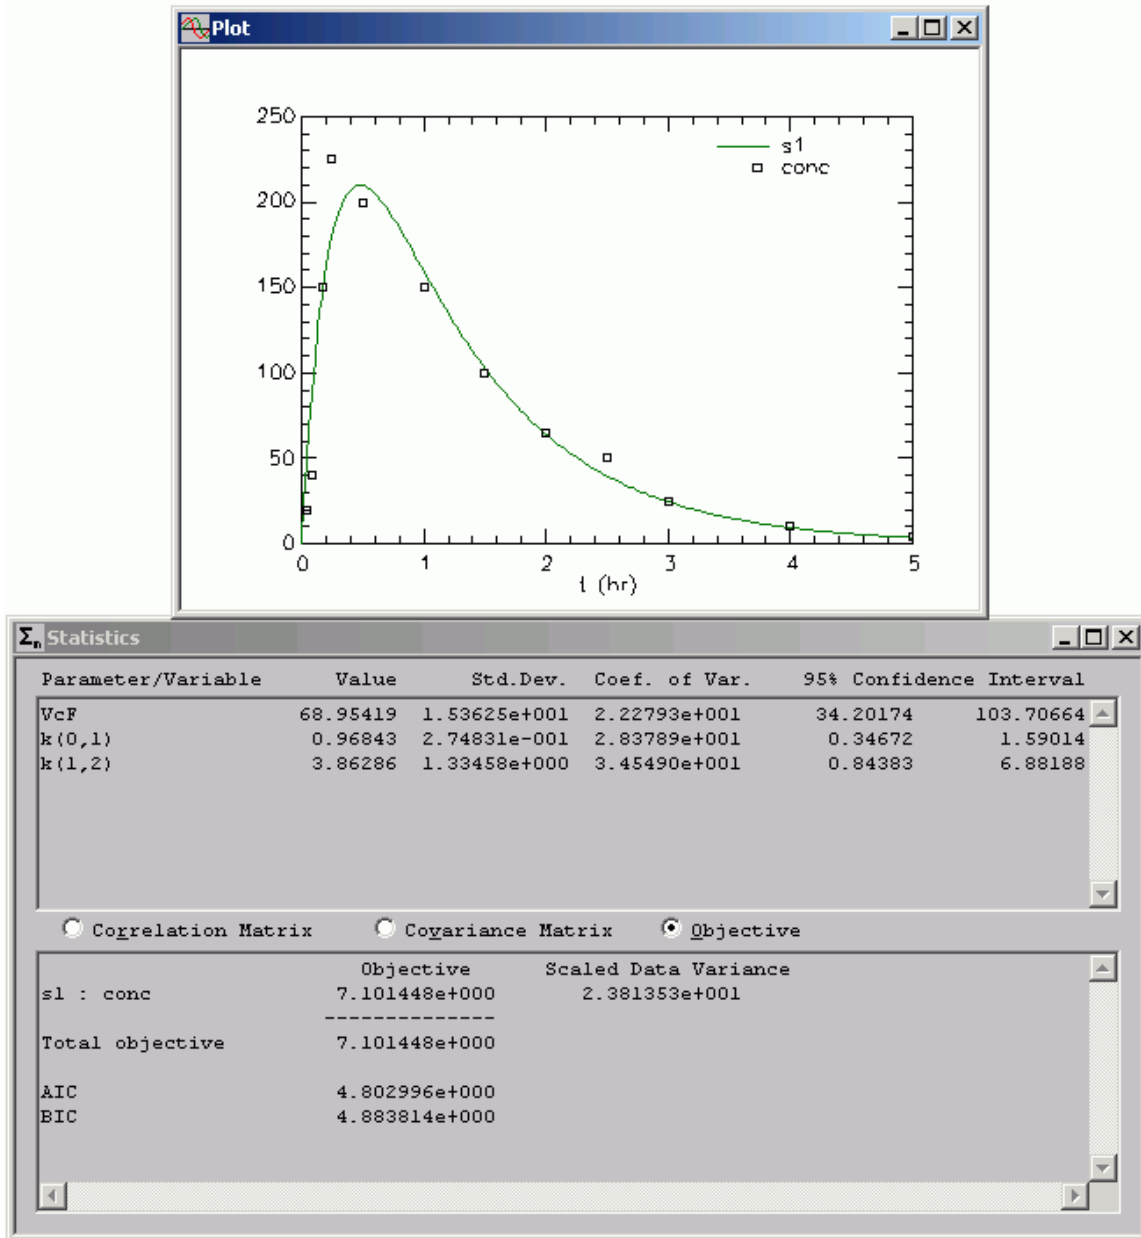 Plot
250
200
150
100
50
0
s1
conc
0 1 2 3 4 5
t (hr)
Σn Statistics
Parameter/Variable Value Std.Dev. Coef. of Var. 95% Confidence Interval
VcF 68.95419 1.53625e+001 2.22793e+001 34.20174 103.70664
k(0,1) 0.96843 2.74831e-001 2.83789e+001 0.34672 1.59014
k(1,2) 3.86286 1.33458e+000 3.45490e+001 0.84383 6.88188
Correlation Matrix Covariance Matrix Objective
Objective Scaled Data Variance
s1 : conc 7.101448e+000 2.381353e+001
--------------
Total objective 7.101448e+000
AIC 4.802996e+000
BIC 4.883814e+000